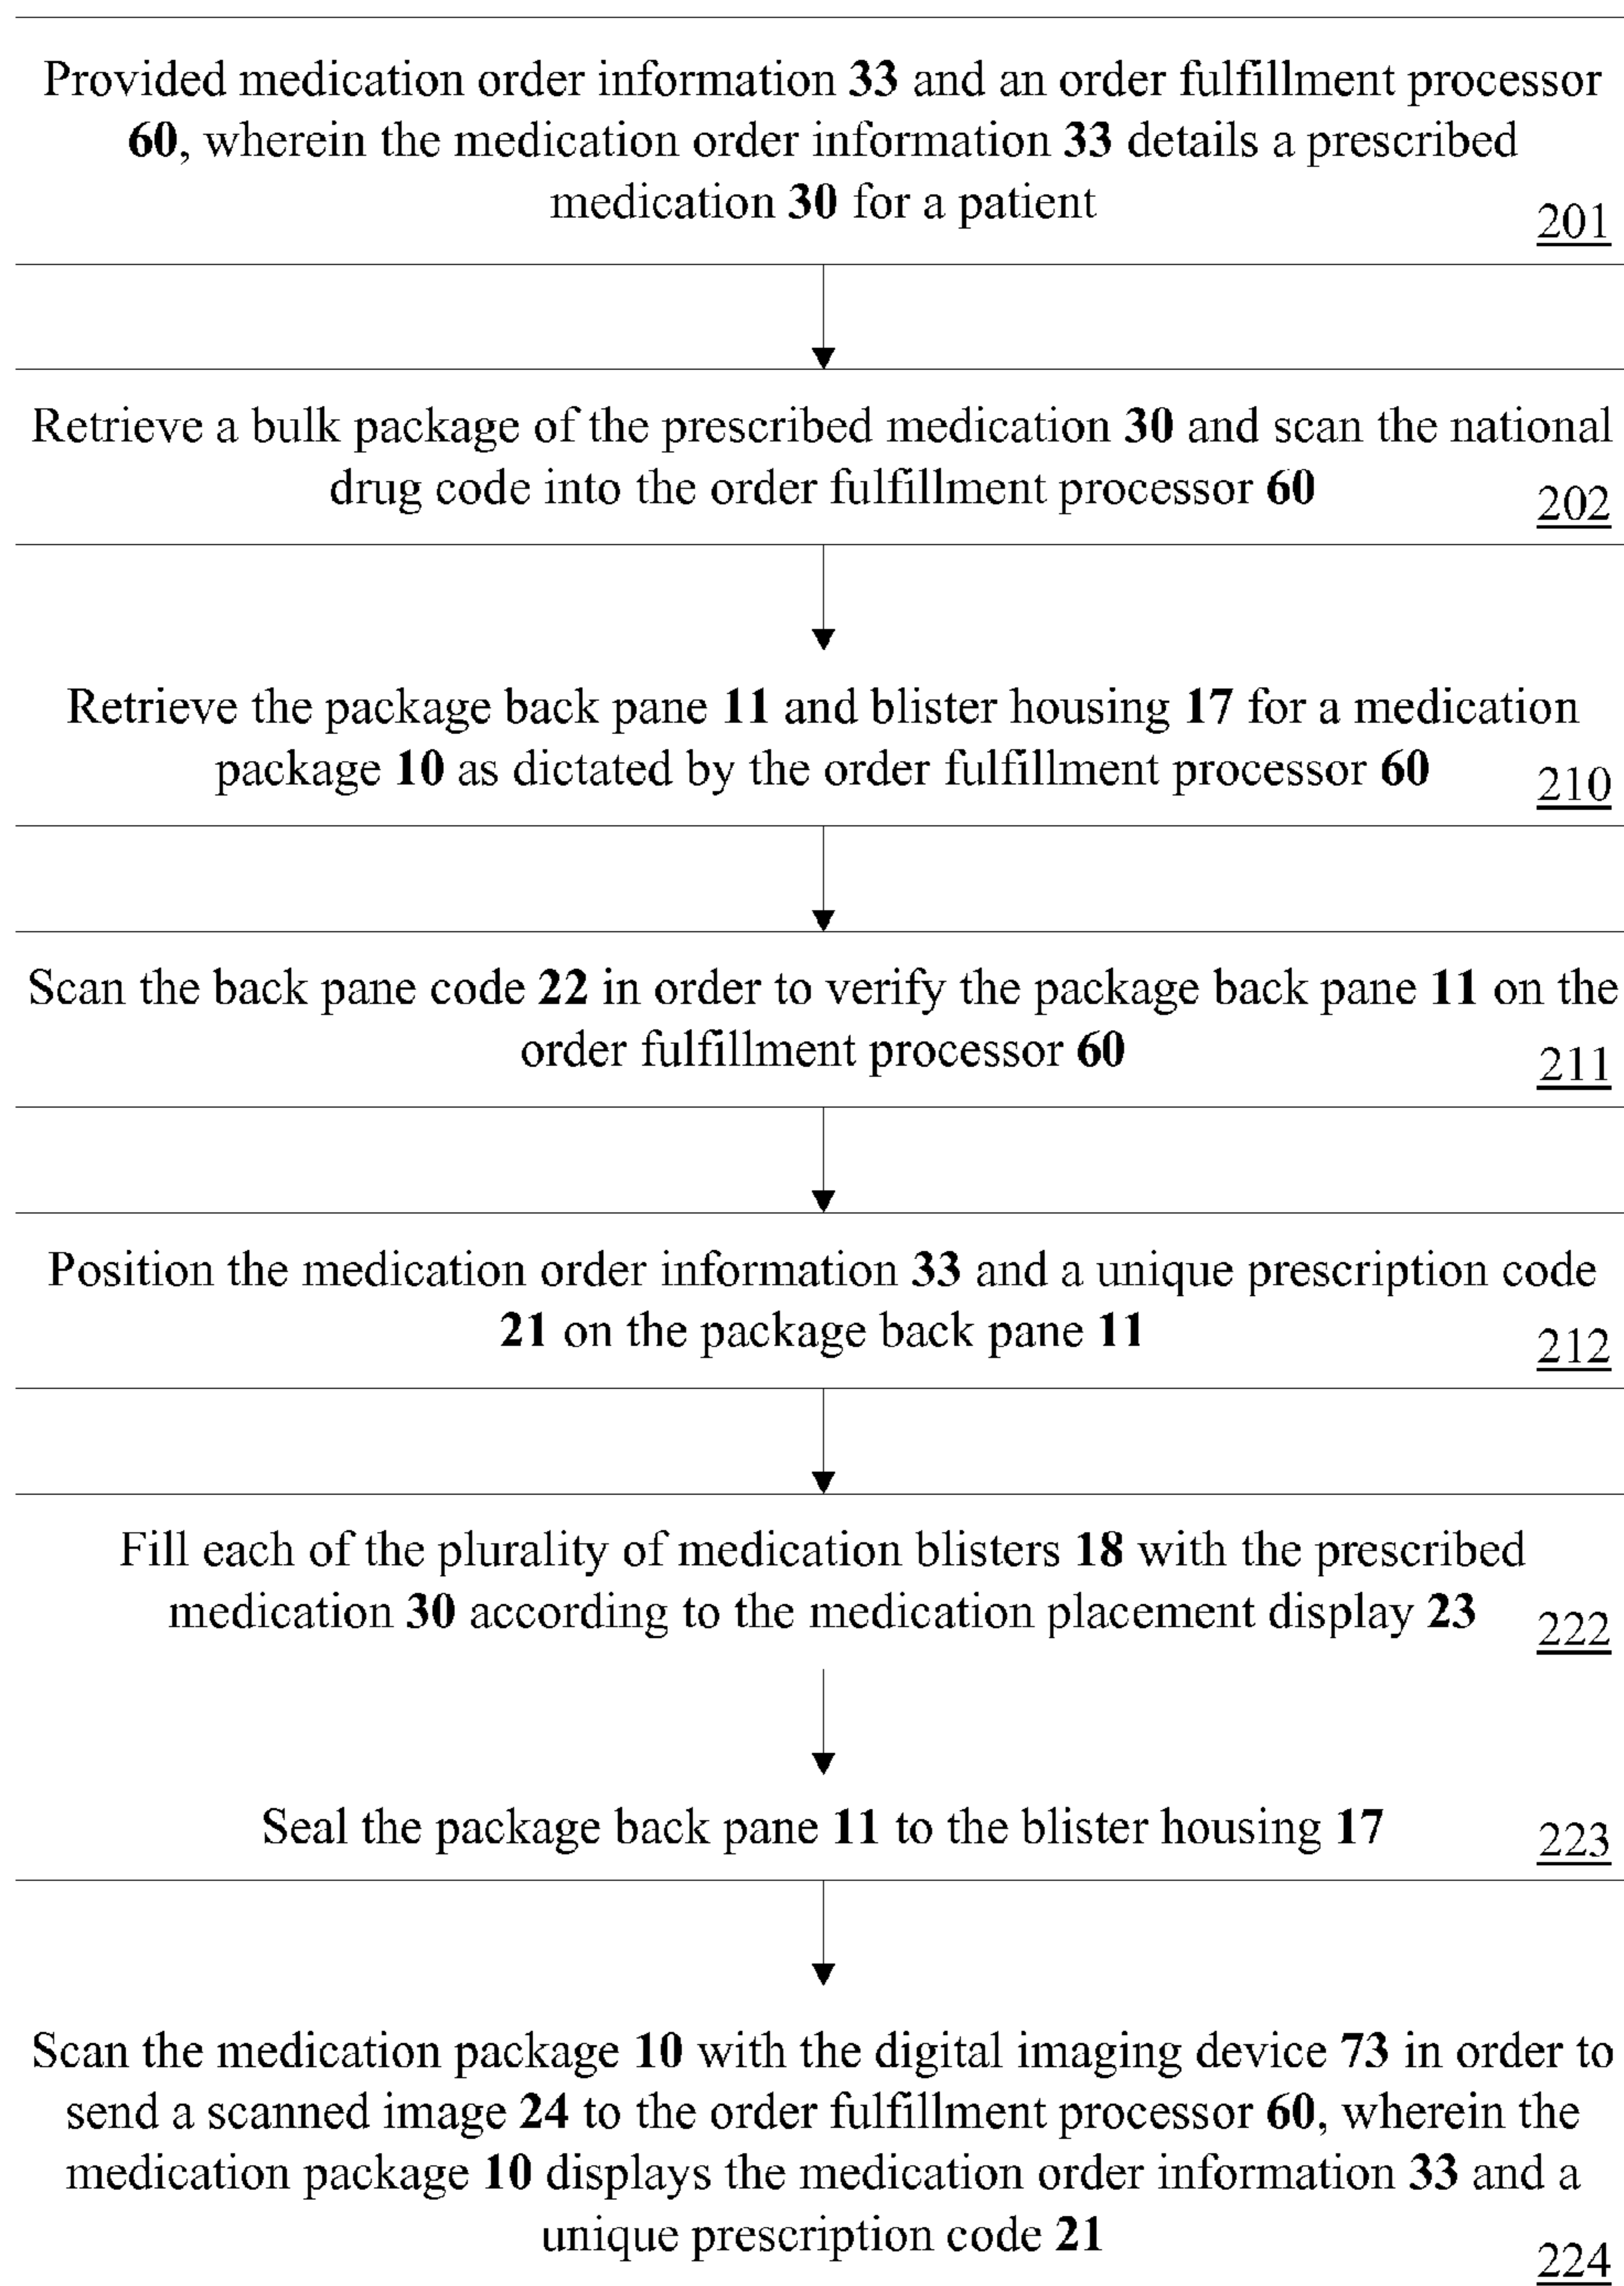 Provided medication order information 33 and an order fulfillment processor
60, wherein the medication order information 33 details a prescribed
medication 30 for a patient
201
Retrieve a bulk package of the prescribed medication 30 and scan the national
drug code into the order fulfillment processor 60
202
Retrieve the package back pane 11 and blister housing 17 for a medication
package 10 as dictated by the order fulfillment processor 60
210
Scan the back pane code 22 in order to verify the package back pane 11 on the
order fulfillment processor 60
211
Position the medication order information 33 and a unique prescription code
21 on the package back pane 11
212
Fill each of the plurality of medication blisters 18 with the prescribed
medication 30 according to the medication placement display 23
222
Seal the package back pane 11 to the blister housing 17
223
Scan the medication package 10 with the digital imaging device 73 in order to
send a scanned image 24 to the order fulfillment processor 60, wherein the
medication package 10 displays the medication order information 33 and a
unique prescription code 21
224